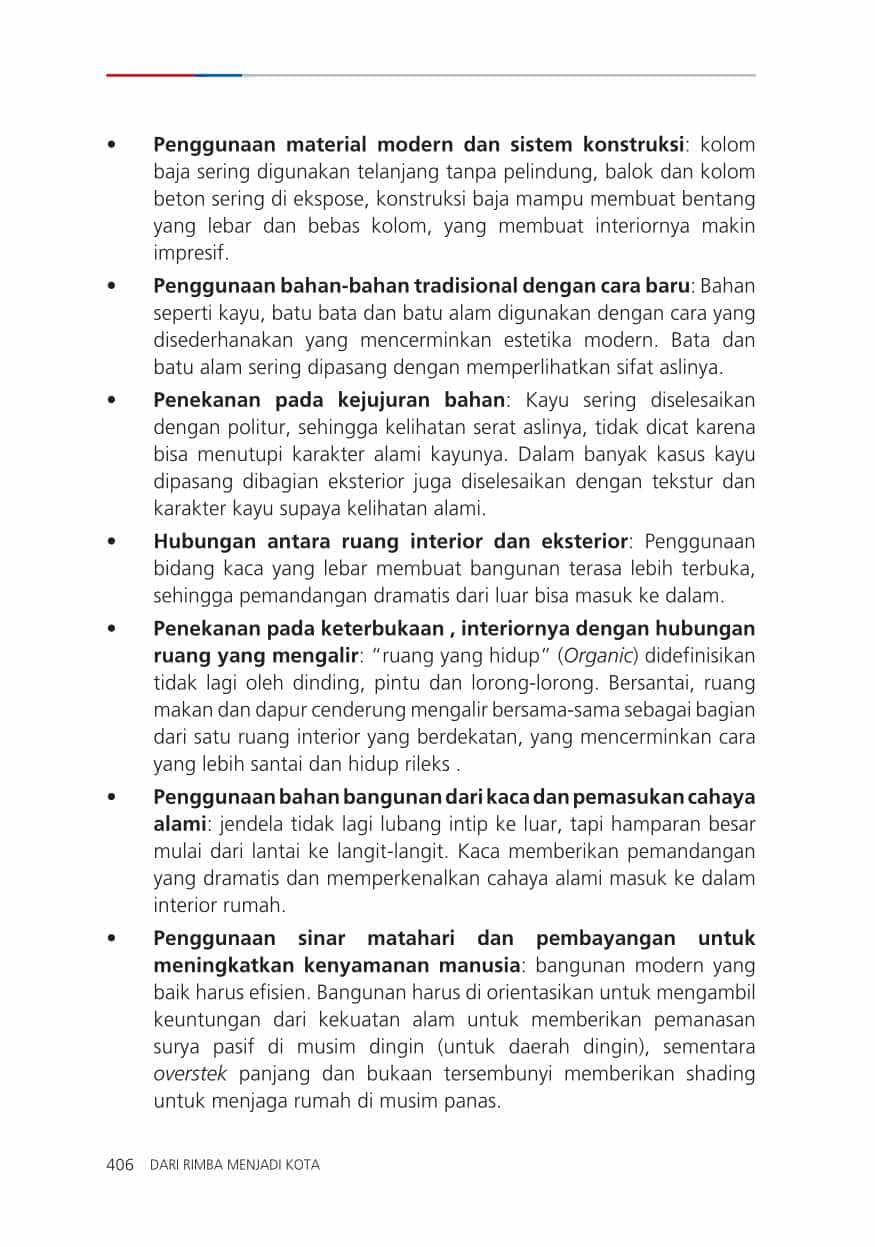 • Penggunaan material modern dan sistem konstruksi: kolom
baja sering digunakan telanjang tanpa pelindung, balok dan kolom
beton sering di ekspose, konstruksi baja mampu membuat bentang
yang lebar dan bebas kolom, yang membuat interiornya makin
impresif.
• Penggunaan bahan-bahan tradisional dengan cara baru: Bahan
seperti kayu, batu bata dan batu alam digunakan dengan cara yang
disederhanakan yang mencerminkan estetika modern. Bata dan
batu alam sering dipasang dengan memperlihatkan sifat aslinya.
• Penekanan pada kejujuran bahan: Kayu sering diselesaikan
dengan politur, sehingga kelihatan serat aslinya, tidak dicat karena
bisa menutupi karakter alami kayunya. Dalam banyak kasus kayu
dipasang dibagian eksterior juga diselesaikan dengan tekstur dan
karakter kayu supaya kelihatan alami.
• Hubungan antara ruang interior dan eksterior: Penggunaan
bidang kaca yang lebar membuat bangunan terasa lebih terbuka,
sehingga pemandangan dramatis dari luar bisa masuk ke dalam.
• Penekanan pada keterbukaan , interiornya dengan hubungan
ruang yang mengalir: “ruang yang hidup” (Organic) didefinisikan
tidak lagi oleh dinding, pintu dan lorong-lorong. Bersantai, ruang
makan dan dapur cenderung mengalir bersama-sama sebagai bagian
dari satu ruang interior yang berdekatan, yang mencerminkan cara
yang lebih santai dan hidup rileks .
• Penggunaan bahan bangunan dari kaca dan pemasukan cahaya
alami: jendela tidak lagi lubang intip ke luar, tapi hamparan besar
mulai dari lantai ke langit-langit. Kaca memberikan pemandangan
yang dramatis dan memperkenalkan cahaya alami masuk ke dalam
interior rumah.
• Penggunaan sinar matahari dan pembayangan untuk
meningkatkan kenyamanan manusia: bangunan modern yang
baik harus efisien. Bangunan harus di orientasikan untuk mengambil
keuntungan dari kekuatan alam untuk memberikan pemanasan
surya pasif di musim dingin (untuk daerah dingin), sementara
overstek panjang dan bukaan tersembunyi memberikan shading
untuk menjaga rumah di musim panas.
406 DARI RIMBA MENJADI KOTA